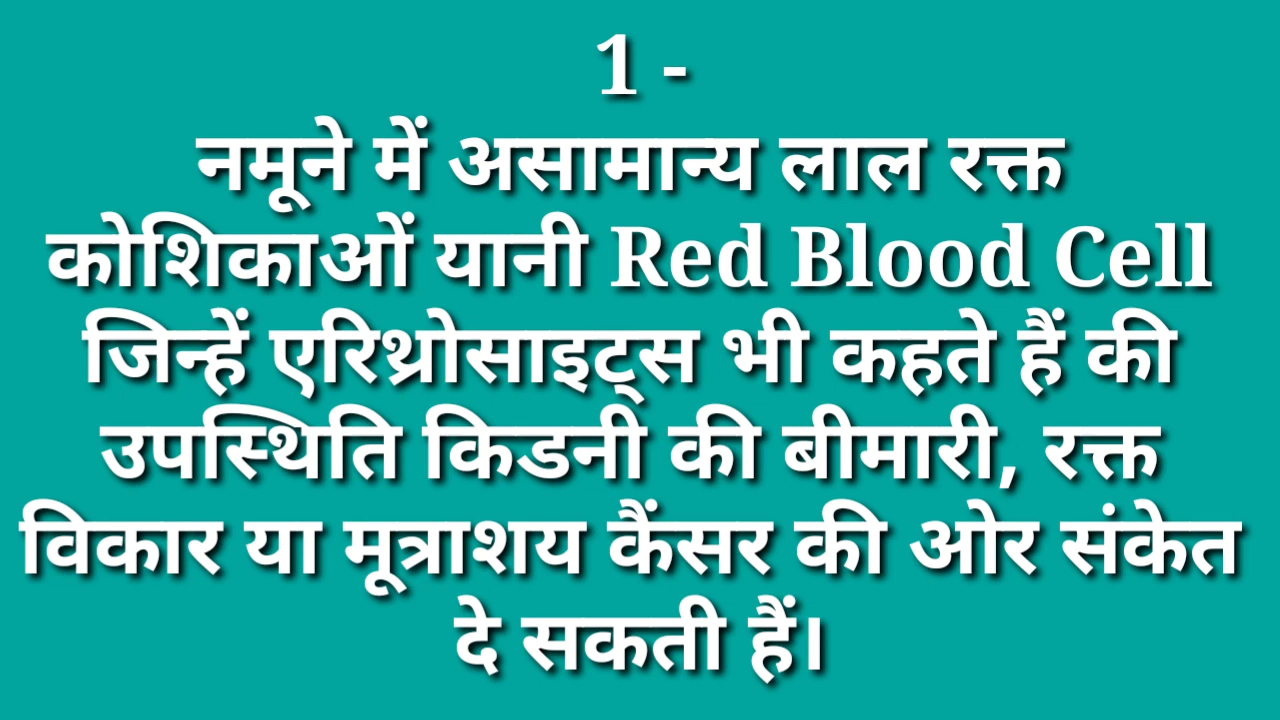 1 -
नमूने में असामान्य लाल रक्त
कोशिकाओं यानी Red Blood Cell
जिन्हें एरिथ्रोसाइट्स भी कहते हैं की
उपस्थिति किडनी की बीमारी, रक्त
विकार या मूत्राशय कैंसर की ओर संकेत
दे सकती हैं।